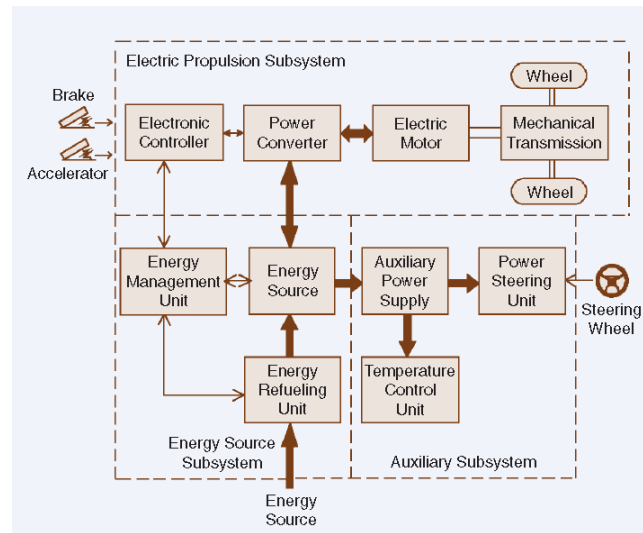 Electric Propulsion Subsystem
Wheel
Brake
Electronic
Controller
Power
Converter
Electric
Motor
Mechanical
Transmission
Accelerator
Wheel
Energy
Management
Unit
Energy
Source
Auxiliary
Power
Supply
Power
Steering
Unit
Steering
Wheel
Energy
Refueling
Unit
Temperature
Control
Unit
Energy Source
Subsystem
Auxiliary Subsystem
Energy
Source